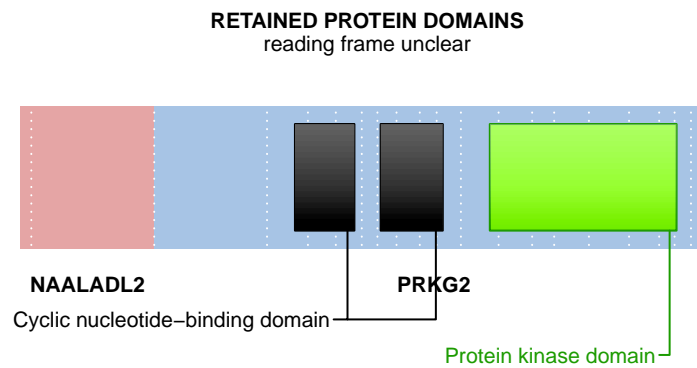 RETAINED PROTEIN DOMAINS
reading frame unclear
NAALADL2 PRKG2
Cyclic nucleotide−binding domain
Protein kinase domain